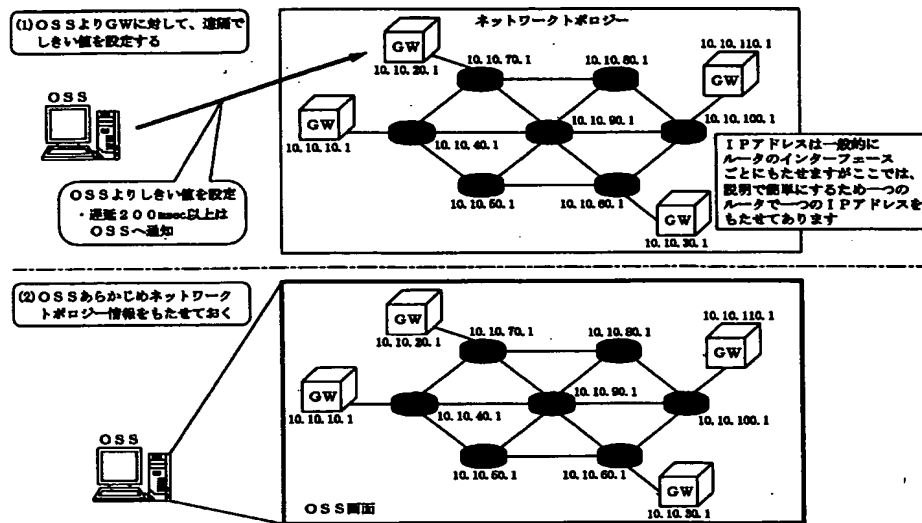 (1)OSSよりGWに対して、遠隔で
しきい値を設定する
OSS
OSSよりしきい値を設定
・遅延200msec以上は
OSSへ通知
ネットワークトポロジー
GW
10.10.20.1
10.10.70.1
10.10.80.1
10.10.110.1
GW
GW
10.10.10.1
10.10.40.1
10.10.90.1
10.10.100.1
10.10.50.1
10.10.60.1
GW
10.10.30.1
IPアドレスは一般的に
ルータのインターフェース
ごとにもたせますがここでは、
説明で簡単にするため一つの
ルータで一つのIPアドレスを
もたせてあります
(2)OSSあらかじめネットワーク
トポロジー情報をもたせておく
OSS
GW
10.10.20.1
10.10.70.1
10.10.80.1
10.10.110.1
GW
GW
10.10.10.1
10.10.40.1
10.10.90.1
10.10.100.1
10.10.50.1
10.10.60.1
GW
10.10.30.1
OSS画面